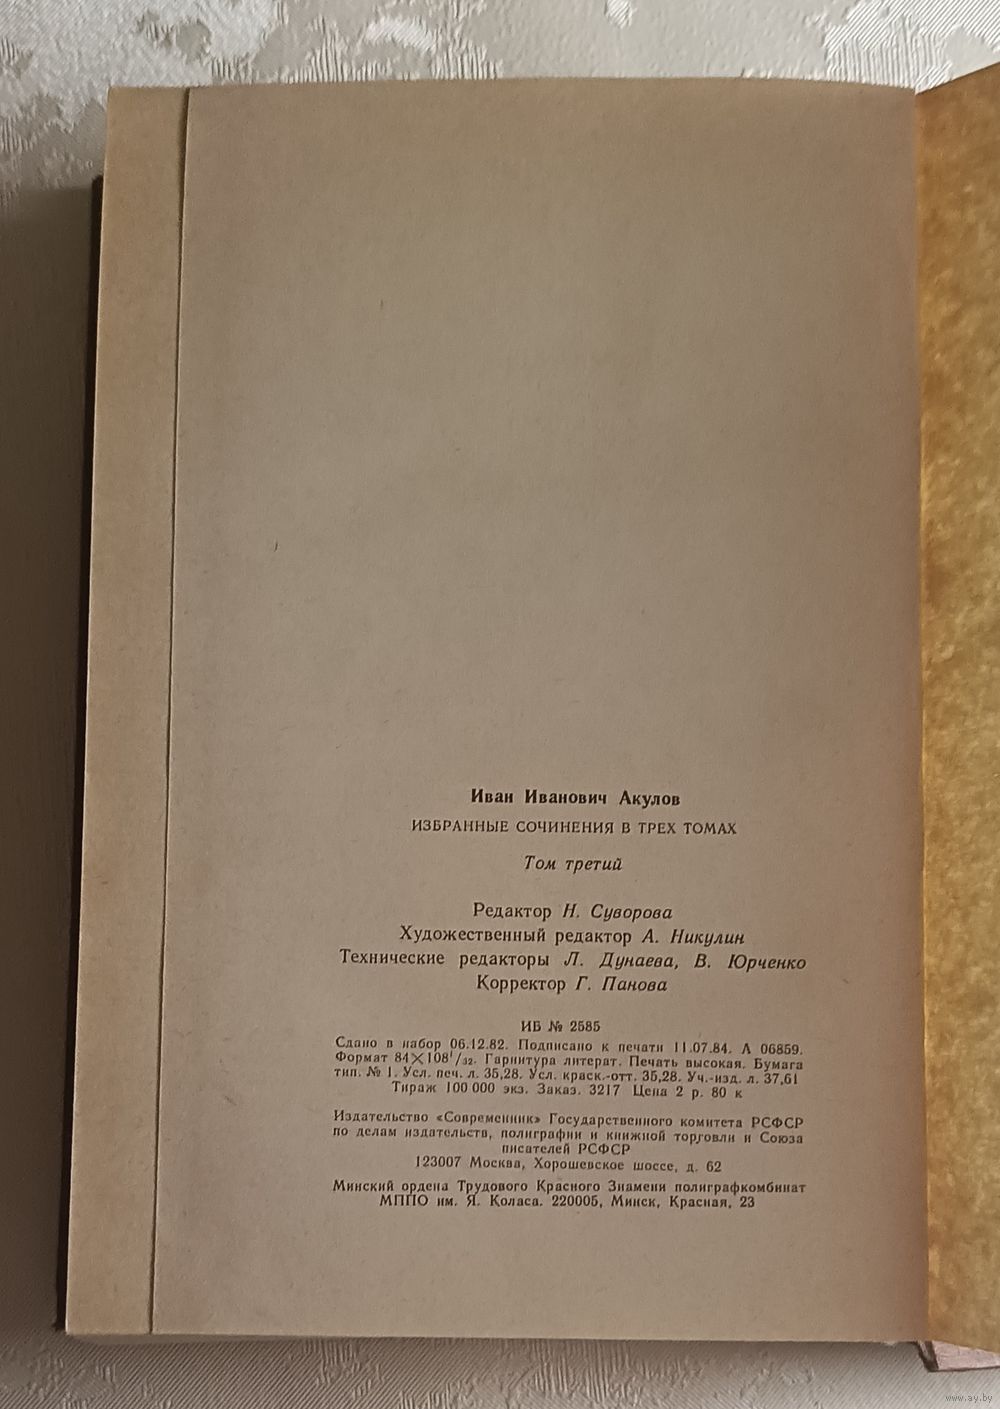 Иван Иванович Акулов
ИЗБРАННЫЕ СОЧИНЕНИЯ В ТРЕХ ТОМАХ
Том третий
Редактор Н. Суворова
Художественный редактор А. Никулин
Технические редакторы Л. Дунаева, В. Юрченко
Корректор Г. Панова
ИБ № 2585
Сдано в набор 06.12.82. Подписано к печати 11.07.84. А 06859.
Формат 84×108¹/₃₂. Гарнитура литерат. Печать высокая. Бумага
тип. № 1. Усл. печ. л. 35,28. Усл. краск.-отт. 35,28. Уч.-изд. л. 37,61
Тираж 100 000 экз. Заказ. 3217 Цена 2 р. 80 к
Издательство «Современник» Государственного комитета РСФСР
по делам издательств, полиграфии и книжной торговли и Союза
писателей РСФСР
123007 Москва, Хорошевское шоссе, д. 62
Минский ордена Трудового Красного Знамени полиграфкомбинат
МППО им. Я. Коласа. 220005, Минск, Красная, 23
www.ay.by